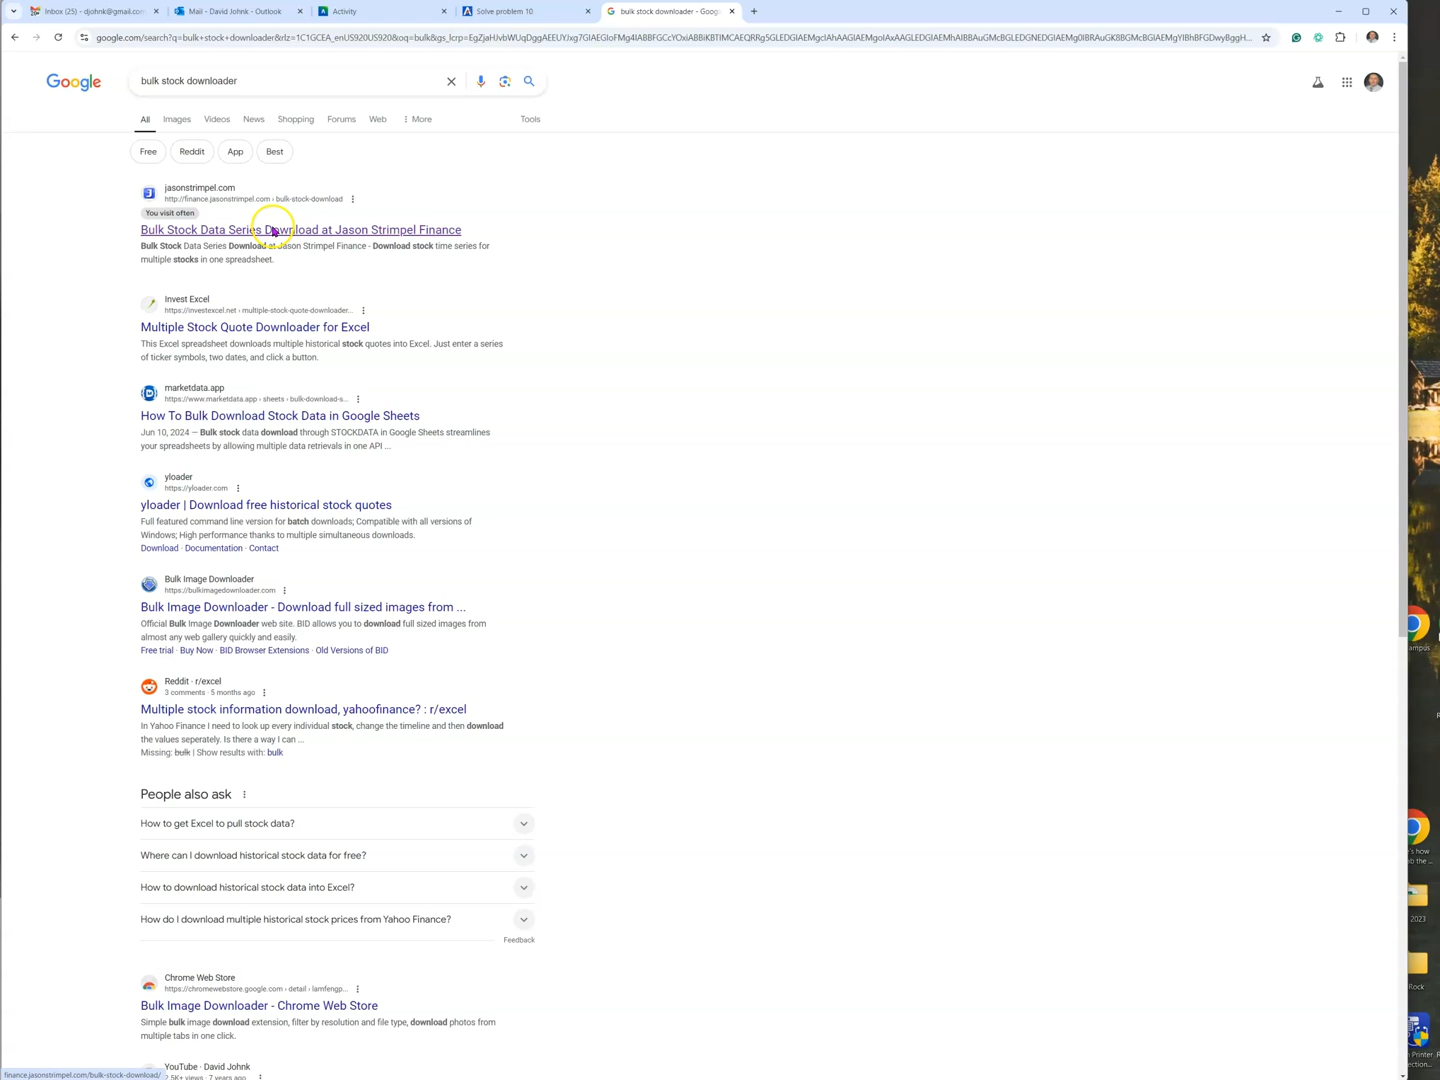 Inbox (25) - djohnk@gmail.com
Mail - David Johnk - Outlook
Activity
Solve problem 10
bulk stock downloader - Goog
Google
bulk stock downloader
All
Images
Videos
News
Shopping
Forums
Web
More
Tools
Free
Reddit
App
Best
jasonstrimpel.com
http://finance.jasonstrimpel.com › bulk-stock-download
You visit often
Bulk Stock Data Series Download at Jason Strimpel Finance
Bulk Stock Data Series Download at Jason Strimpel Finance - Download stock time series for
multiple stocks in one spreadsheet.
Invest Excel
https://investexcel.net › multiple-stock-quote-downloader...
Multiple Stock Quote Downloader for Excel
This Excel spreadsheet downloads multiple historical stock quotes into Excel. Just enter a series
of ticker symbols, two dates, and click a button.
marketdata.app
https://www.marketdata.app › sheets › bulk-download-s...
How To Bulk Download Stock Data in Google Sheets
Jun 10, 2024 — Bulk stock data download through STOCKDATA in Google Sheets streamlines
your spreadsheets by allowing multiple data retrievals in one API ...
yloader
https://yloader.com
yloader | Download free historical stock quotes
Full featured command line version for batch downloads; Compatible with all versions of
Windows; High performance thanks to multiple simultaneous downloads.
Download · Documentation · Contact
Bulk Image Downloader
https://bulkimagedownloader.com
Bulk Image Downloader - Download full sized images from ...
Official Bulk Image Downloader web site. BID allows you to download full sized images from
almost any web gallery quickly and easily.
Free trial · Buy Now · BID Browser Extensions · Old Versions of BID
Reddit · r/excel
3 comments · 5 months ago
Multiple stock information download, yahoofinance? : r/excel
In Yahoo Finance I need to look up every individual stock, change the timeline and then download
the values seperately. Is there a way I can ...
Missing: bulk | Show results with: bulk
People also ask
How to get Excel to pull stock data?
Where can I download historical stock data for free?
How to download historical stock data into Excel?
How do I download multiple historical stock prices from Yahoo Finance?
Feedback
Chrome Web Store
https://chromewebstore.google.com › detail › lamfengp...
Bulk Image Downloader - Chrome Web Store
Simple bulk image download extension, filter by resolution and file type, download photos from
multiple tabs in one click.
YouTube · David Johnk
2.5K+ views · 7 years ago
finance.jasonstrimpel.com/bulk-stock-download/
ampus
e's how
b the ...
2023
Rock
n Printer
ection...